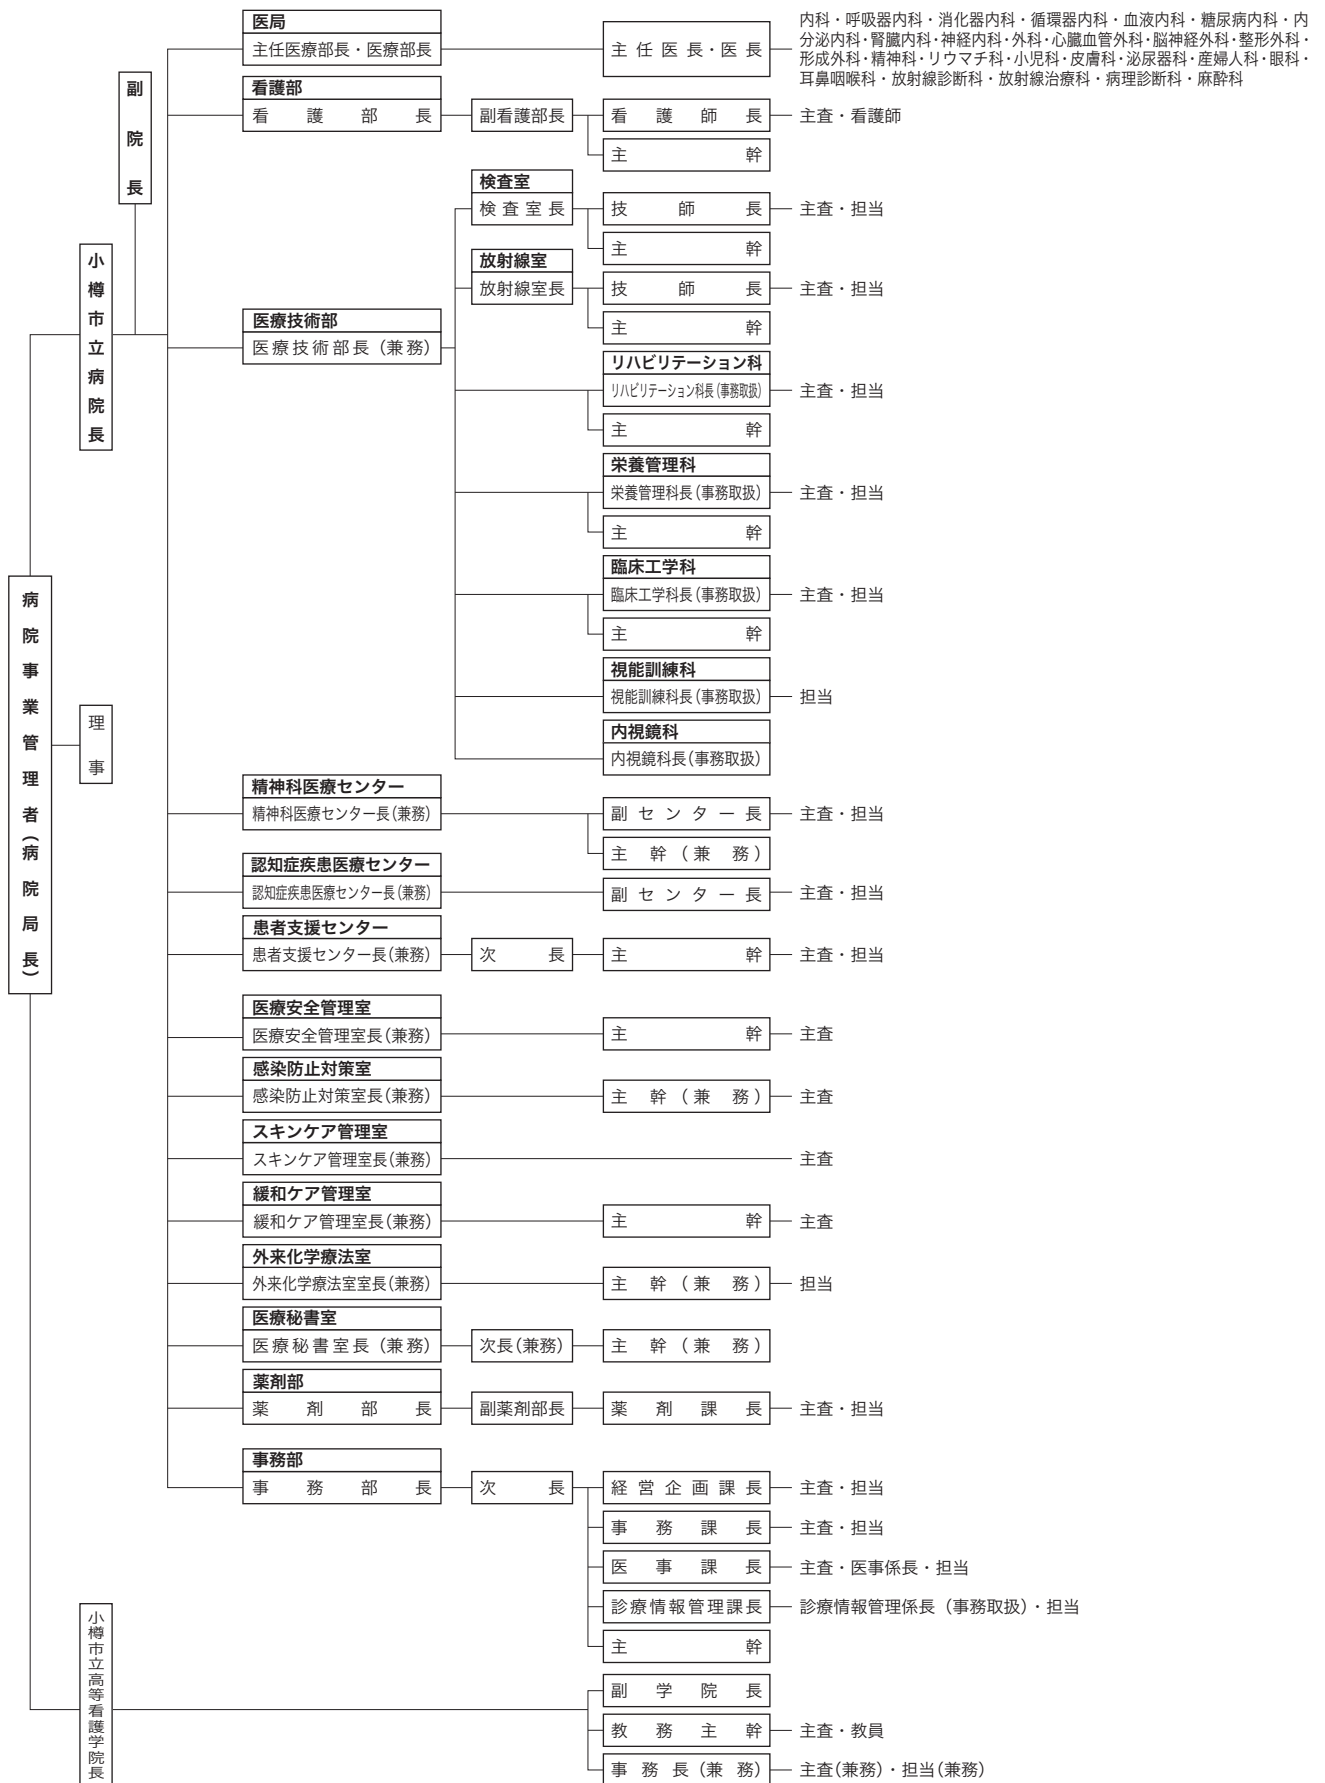 医局
主任医療部長・医療部長
主任医長・医長
内科・呼吸器内科・消化器内科・循環器内科・血液内科・糖尿病内科・内
分泌内科・腎臓内科・神経内科・外科・心臓血管外科・脳神経外科・整形外科・
形成外科・精神科・リウマチ科・小児科・皮膚科・泌尿器科・産婦人科・眼科・
耳鼻咽喉科・放射線診断科・放射線治療科・病理診断科・麻酔科
副院長
看護部
看護部長
副看護部長
看護師長
主査・看護師
主幹
検査室
検査室長
技師長
主査・担当
主幹
小樽市立病院長
放射線室
放射線室長
技師長
主査・担当
主幹
医療技術部
医療技術部長（兼務）
リハビリテーション科
リハビリテーション科長（事務取扱）
主査・担当
主幹
栄養管理科
栄養管理科長（事務取扱）
主査・担当
主幹
臨床工学科
臨床工学科長（事務取扱）
主査・担当
主幹
病院事業管理者（病院局長）
理事
視能訓練科
視能訓練科長（事務取扱）
担当
内視鏡科
内視鏡科長（事務取扱）
精神科医療センター
精神科医療センター長（兼務）
副センター長
主査・担当
主幹（兼務）
認知症疾患医療センター
認知症疾患医療センター長（兼務）
副センター長
主査・担当
患者支援センター
患者支援センター長（兼務）
次長
主幹
主査・担当
医療安全管理室
医療安全管理室長（兼務）
主幹
主査
感染防止対策室
感染防止対策室長（兼務）
主幹（兼務）
主査
スキンケア管理室
スキンケア管理室長（兼務）
主査
緩和ケア管理室
緩和ケア管理室長（兼務）
主幹
主査
外来化学療法室
外来化学療法室室長（兼務）
主幹（兼務）
担当
医療秘書室
医療秘書室長（兼務）
次長（兼務）
主幹（兼務）
薬剤部
薬剤部長
副薬剤部長
薬剤課長
主査・担当
事務部
事務部長
次長
経営企画課長
主査・担当
事務課長
主査・担当
医事課長
主査・医事係長・担当
診療情報管理課長
診療情報管理係長（事務取扱）・担当
主幹
小樽市立高等看護学院長
副学院長
教務主幹
主査・教員
事務長（兼務）
主査（兼務）・担当（兼務）